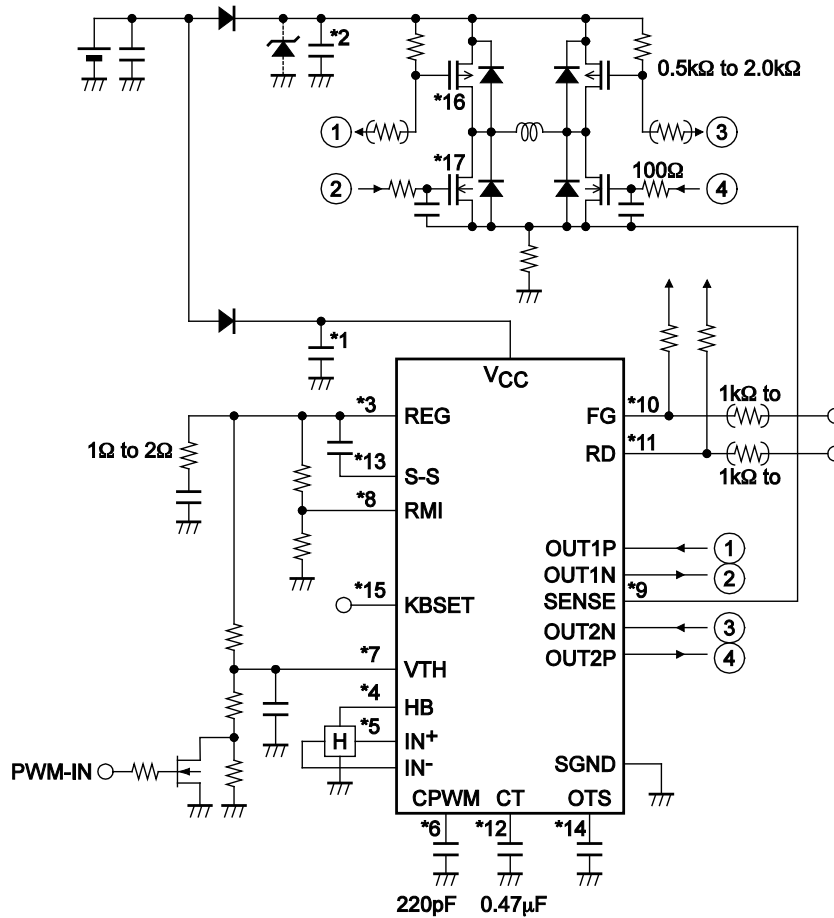 *2
0.5kΩ to 2.0kΩ
*16
1
3
*17
100Ω
2
4
*1
VCC
1kΩ to
*3
REG
FG
*10
1Ω to 2Ω
*13
S-S
RD
*11
1kΩ to
*8
RMI
OUT1P
1
OUT1N
2
*15
KBSET
SENSE
*9
OUT2N
3
*7
VTH
OUT2P
4
*4
HB
H
*5
IN+
IN-
PWM-IN
SGND
CPWM
CT
OTS
*6
*12
*14
220pF
0.47µF